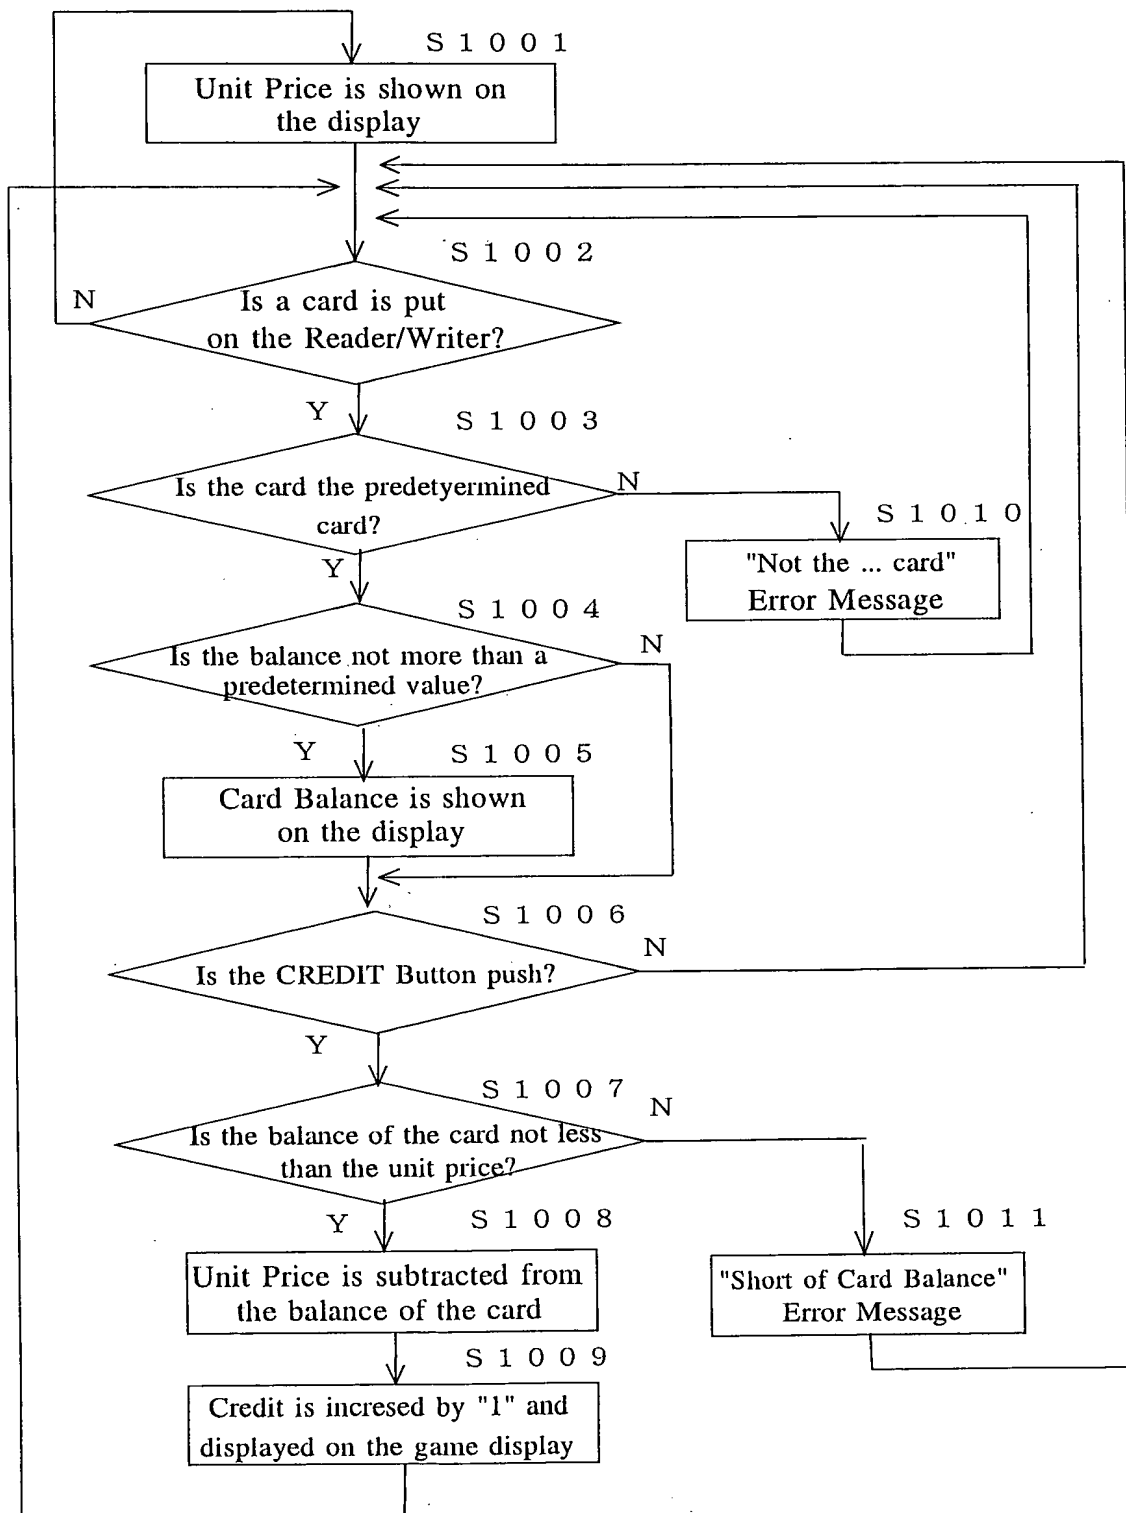 S1001
Unit Price is shown on
the display
S1002
N
Is a card is put
on the Reader/Writer?
Y
S1003
Is the card the predetyermined
card?
N
S1010
"Not the ... card"
Error Message
Y
S1004
Is the balance not more than a
predetermined value?
N
Y
S1005
Card Balance is shown
on the display
S1006
Is the CREDIT Button push?
N
Y
S1007
Is the balance of the card not less
than the unit price?
N
Y
S1008
Unit Price is subtracted from
the balance of the card
S1011
"Short of Card Balance"
Error Message
S1009
Credit is incresed by "1" and
displayed on the game display